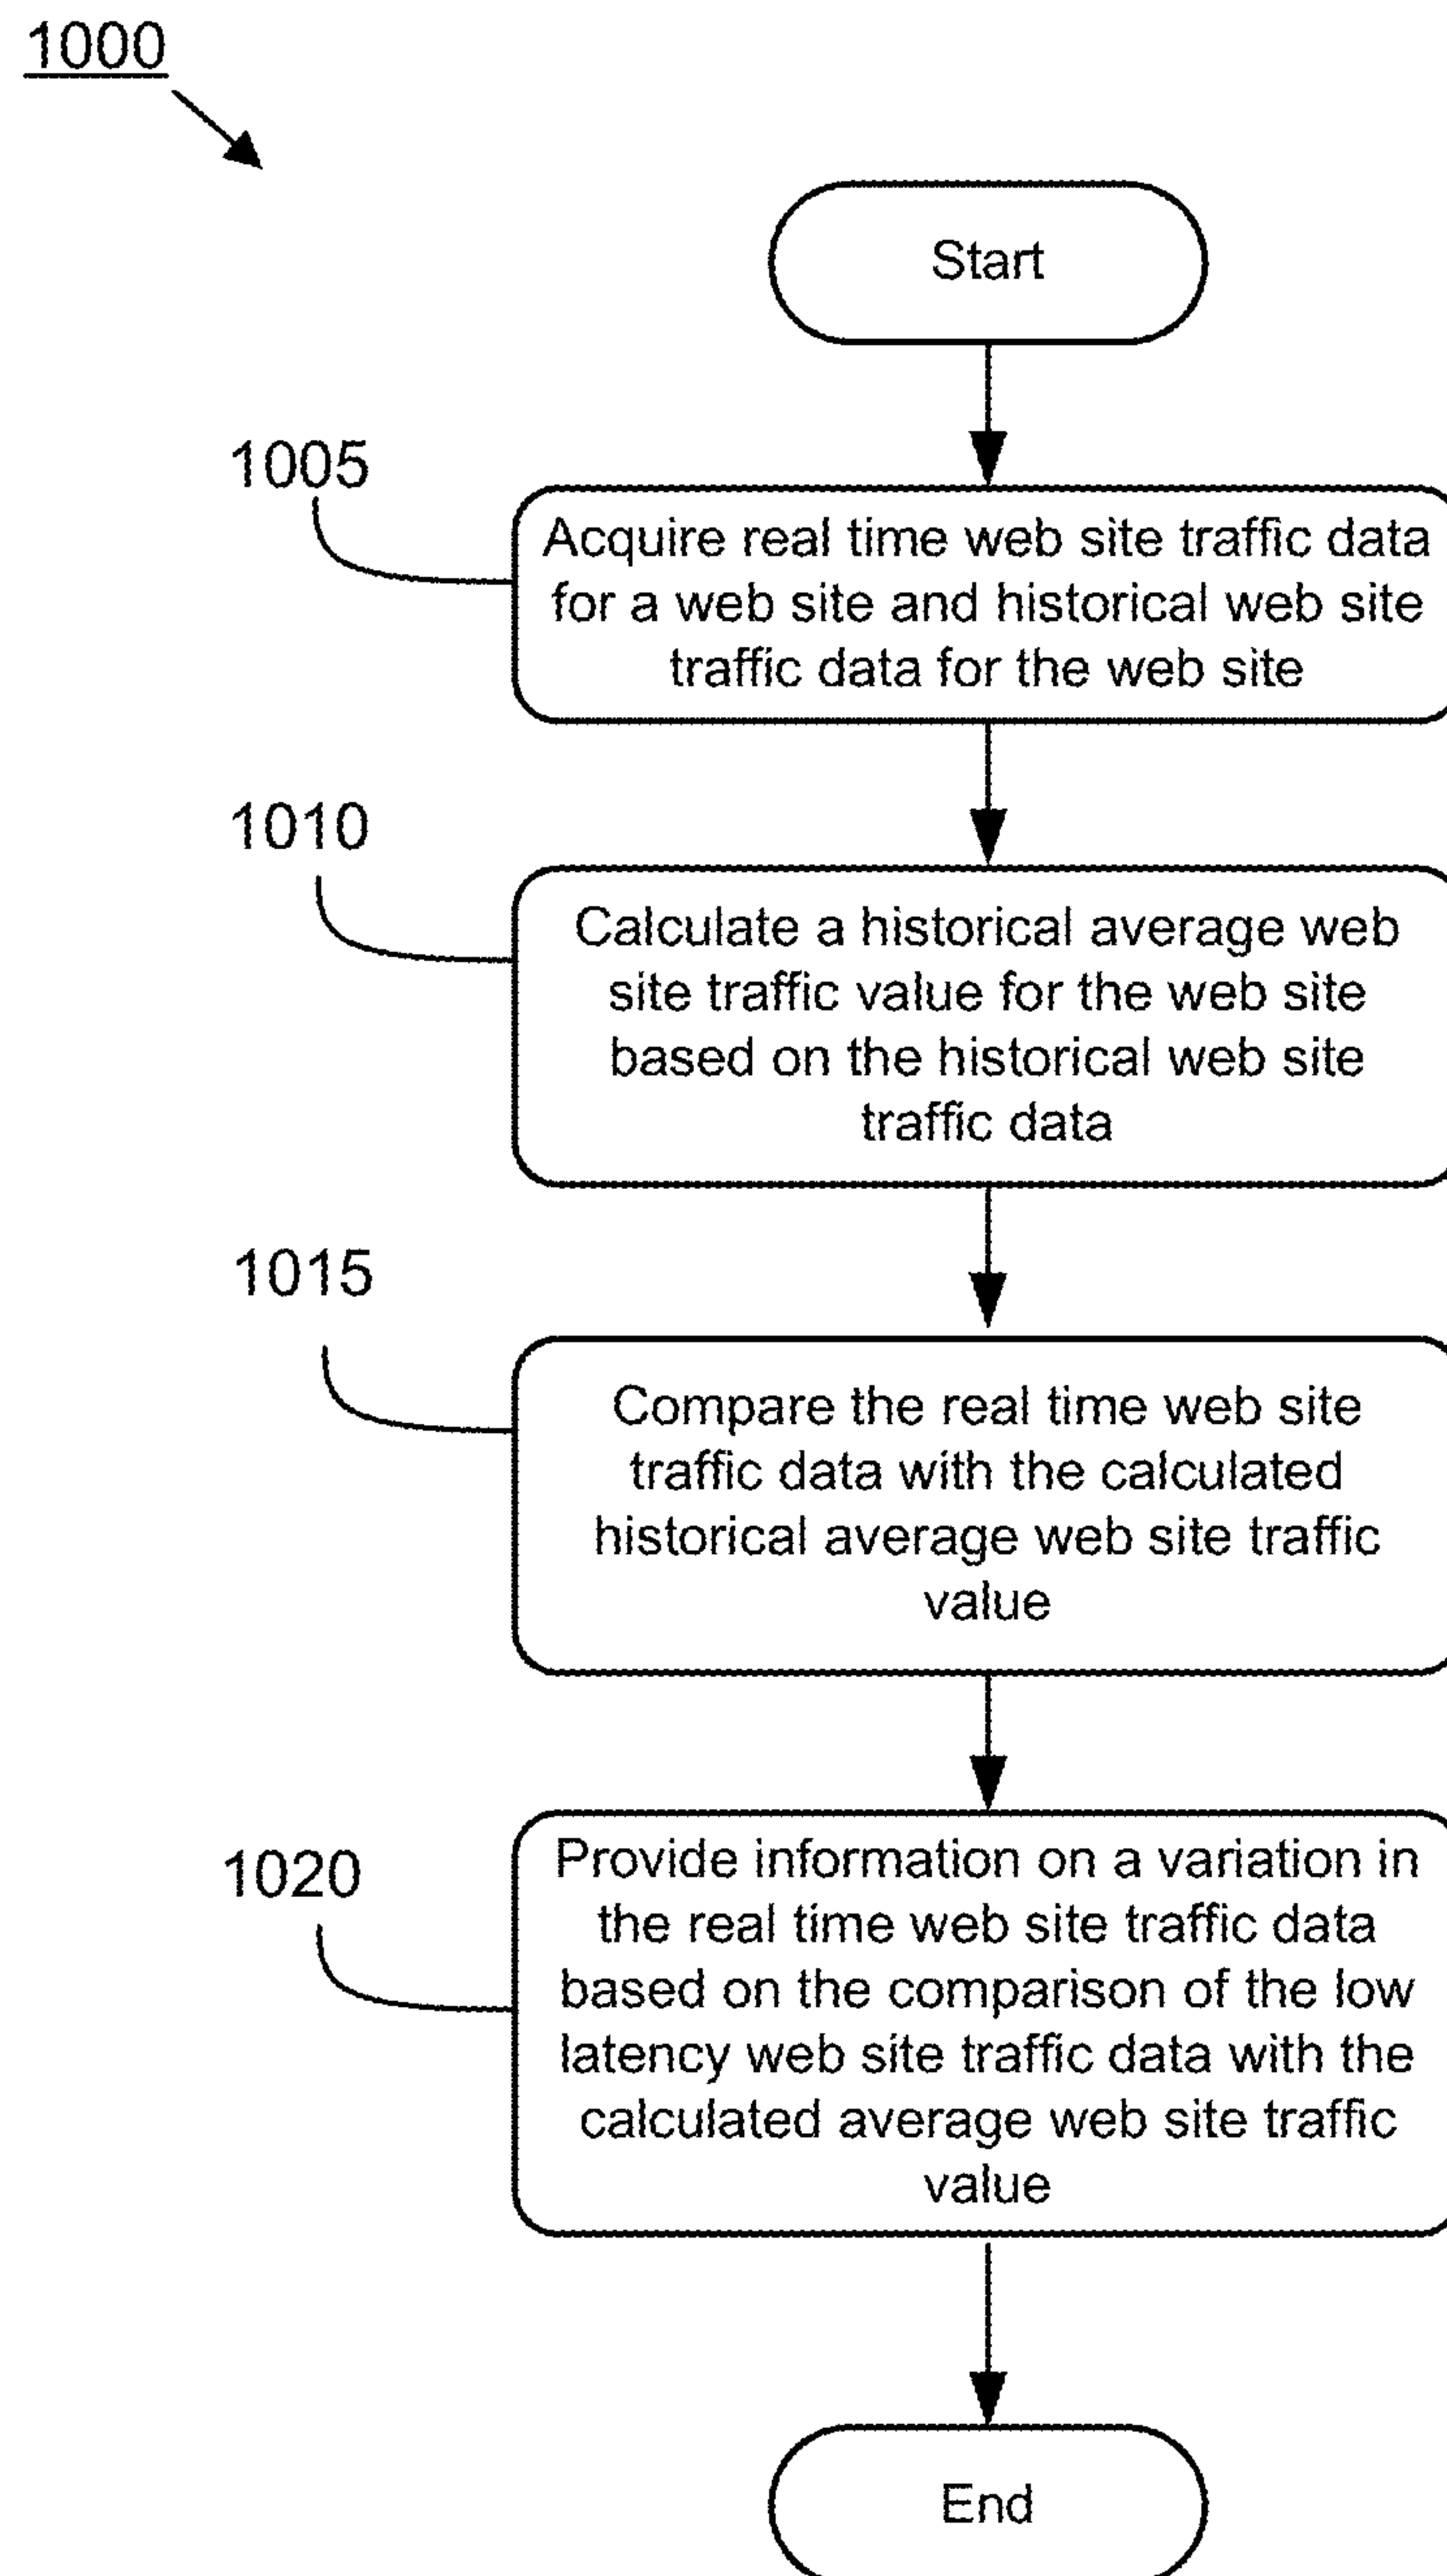 1000
Start
1005
Acquire real time web site traffic data
for a web site and historical web site
traffic data for the web site
1010
Calculate a historical average web
site traffic value for the web site
based on the historical web site
traffic data
1015
Compare the real time web site
traffic data with the calculated
historical average web site traffic
value
1020
Provide information on a variation in
the real time web site traffic data
based on the comparison of the low
latency web site traffic data with the
calculated average web site traffic
value
End